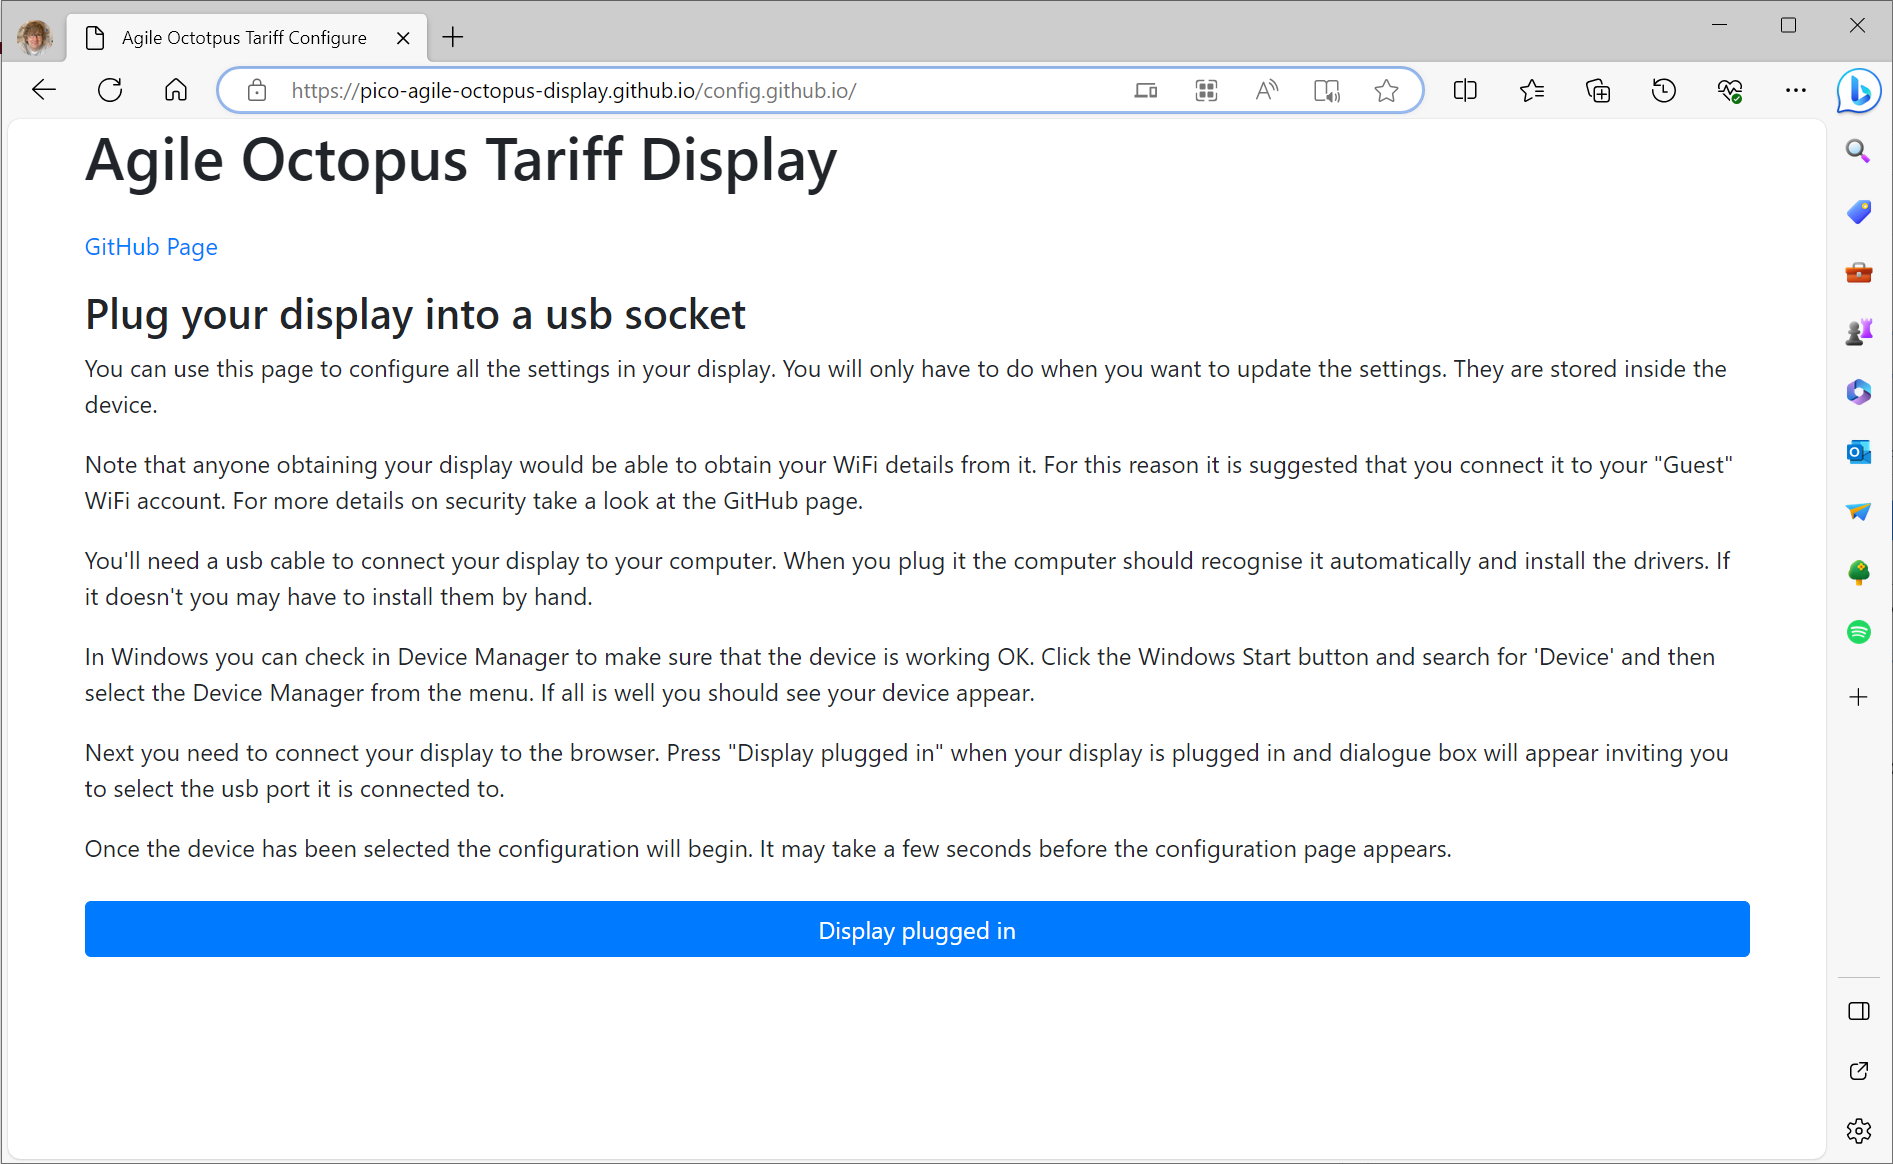 Agile Octotpus Tariff Configure
https://pico-agile-octopus-display.github.io/config.github.io/
Agile Octopus Tariff Display
GitHub Page
Plug your display into a usb socket
You can use this page to configure all the settings in your display. You will only have to do when you want to update the settings. They are stored inside the
device.
Note that anyone obtaining your display would be able to obtain your WiFi details from it. For this reason it is suggested that you connect it to your "Guest"
WiFi account. For more details on security take a look at the GitHub page.
You'll need a usb cable to connect your display to your computer. When you plug it the computer should recognise it automatically and install the drivers. If
it doesn't you may have to install them by hand.
In Windows you can check in Device Manager to make sure that the device is working OK. Click the Windows Start button and search for 'Device' and then
select the Device Manager from the menu. If all is well you should see your device appear.
Next you need to connect your display to the browser. Press "Display plugged in" when your display is plugged in and dialogue box will appear inviting you
to select the usb port it is connected to.
Once the device has been selected the configuration will begin. It may take a few seconds before the configuration page appears.
Display plugged in